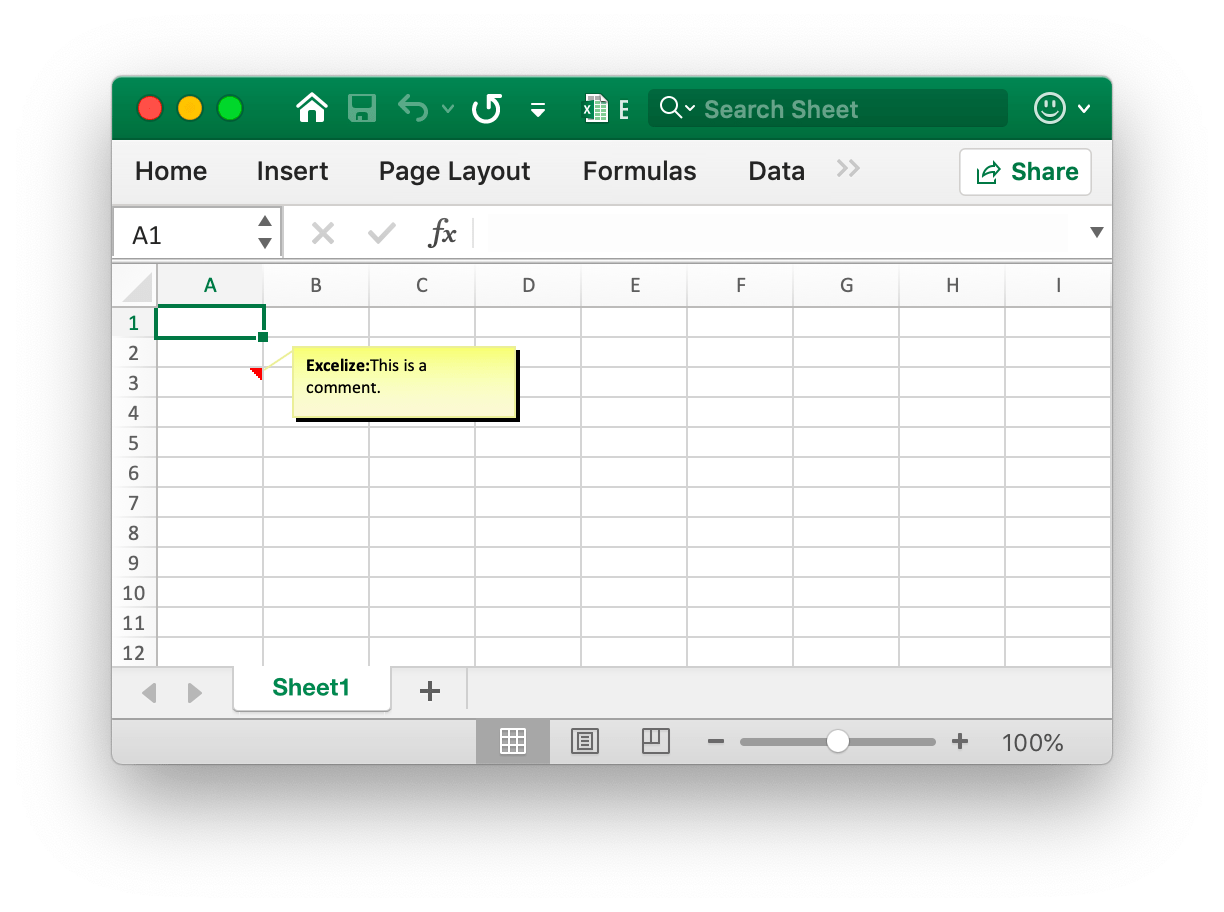 E Search Sheet
Home Insert Page Layout Formulas Data Share
A1 fx
A B C D E F G H I
1
2
Excelize:This is a
3
comment.
4
5
6
7
8
9
10
11
12
Sheet1
100%